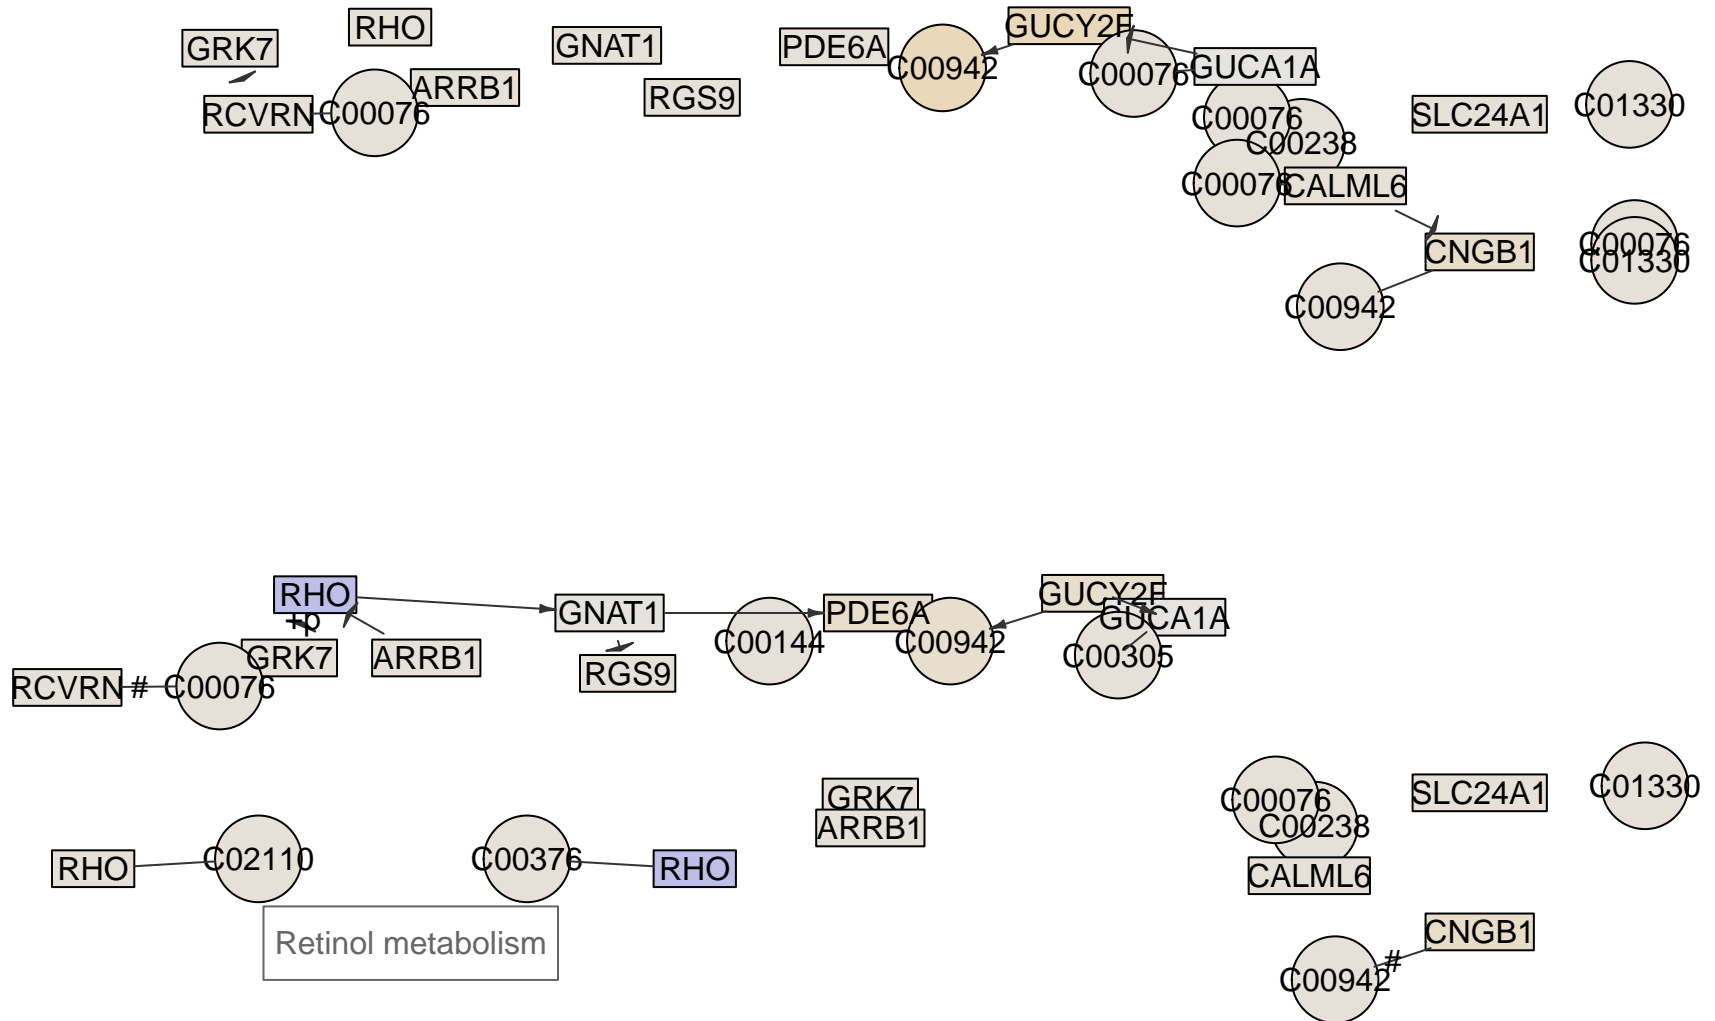 GRK7
RHO
GNAT1
PDE6A
C00942
GUCY2F
C00076
GUCA1A
RCVRN
C00076
ARRB1
RGS9
C00076
C00238
SLC24A1
C01330
C00076
CALML6
CNGB1
C00076
C01330
C00942
RHO
+p
GNAT1
C00144
PDE6A
C00942
GUCY2F
GUCA1A
C00305
RCVRN
#
C00076
GRK7
ARRB1
RGS9
GRK7
ARRB1
C00076
C00238
SLC24A1
C01330
RHO
C02110
C00376
RHO
CALML6
Retinol metabolism
CNGB1
#
C00942